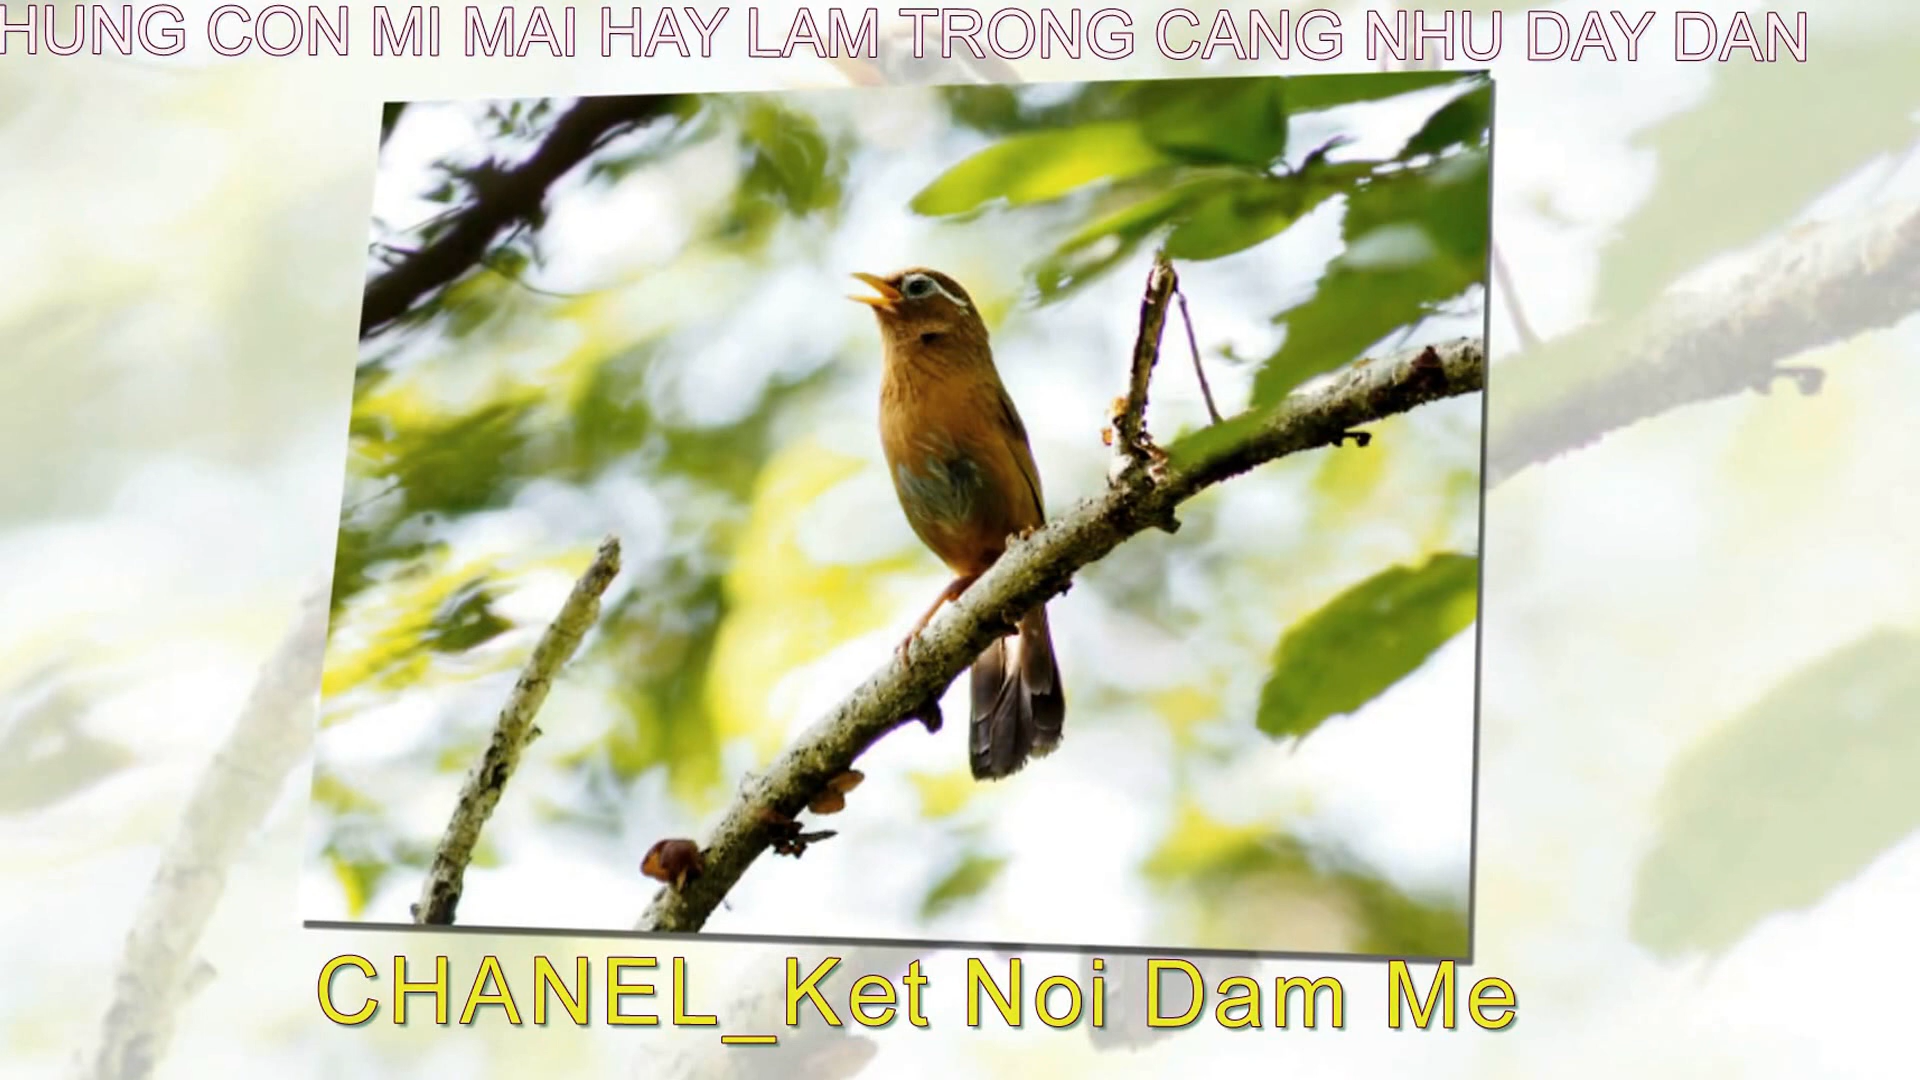 HUNG CON MI MAI HAY LAM TRONG CANG NHU DAY DAN
CHANEL_Ket Noi Dam Me